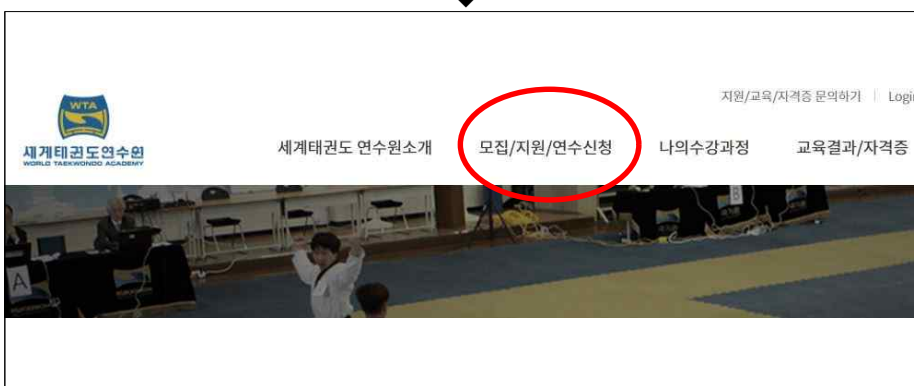 지원/교육/자격증 문의하기 | Login
WTA
세계태권도연수원
WORLD TAEKWONDO ACADEMY
세계태권도 연수원소개 모집/지원/연수신청 나의수강과정 교육결과/자격증
B
A